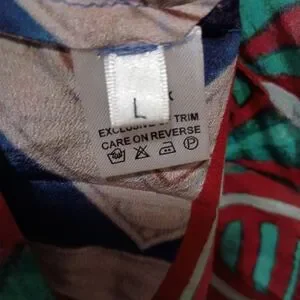 L
EXCLUSIVE OF TRIM
CARE ON REVERSE
P